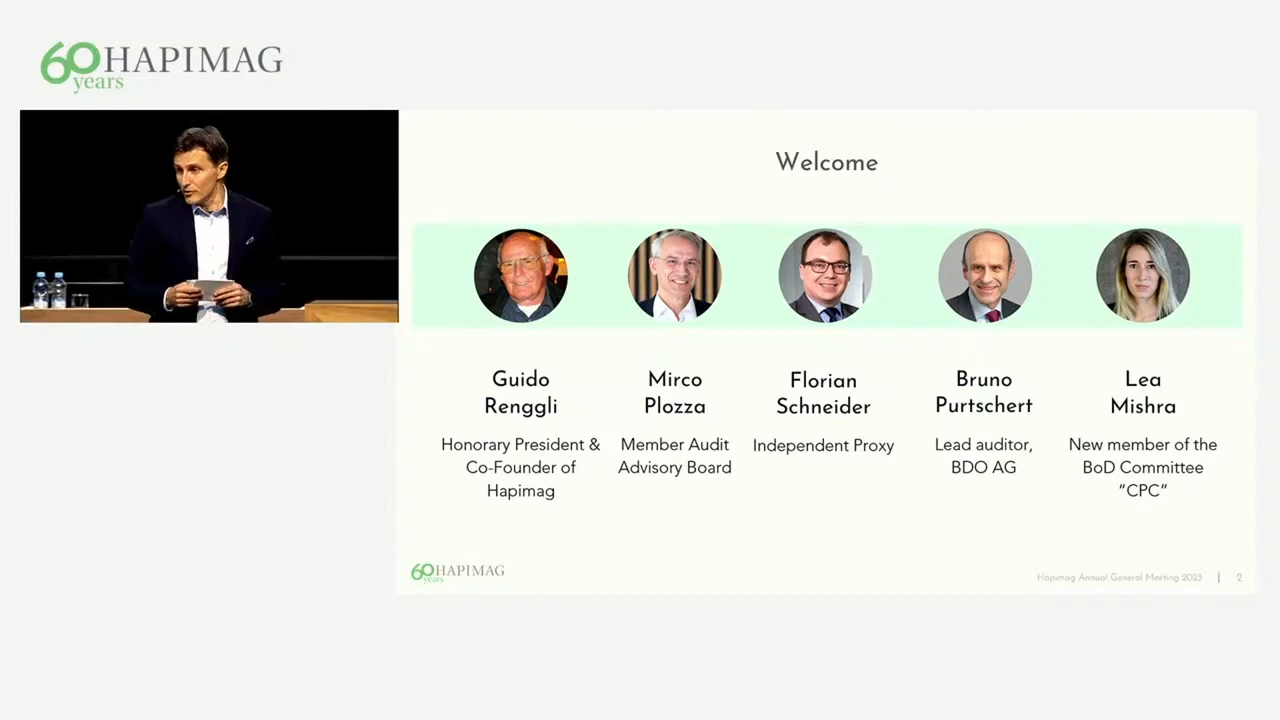 60 HAPIMAG
years
Welcome
Guido
Renggli
Honorary President &
Co-Founder of
Hapimag
Mirco
Plozza
Member Audit
Advisory Board
Florian
Schneider
Independent Proxy
Bruno
Purtschert
Lead auditor,
BDO AG
Lea
Mishra
New member of the
BoD Committee
"CPC"
60 HAPIMAG
years
Hapimag Annual General Meeting 2023 | 2